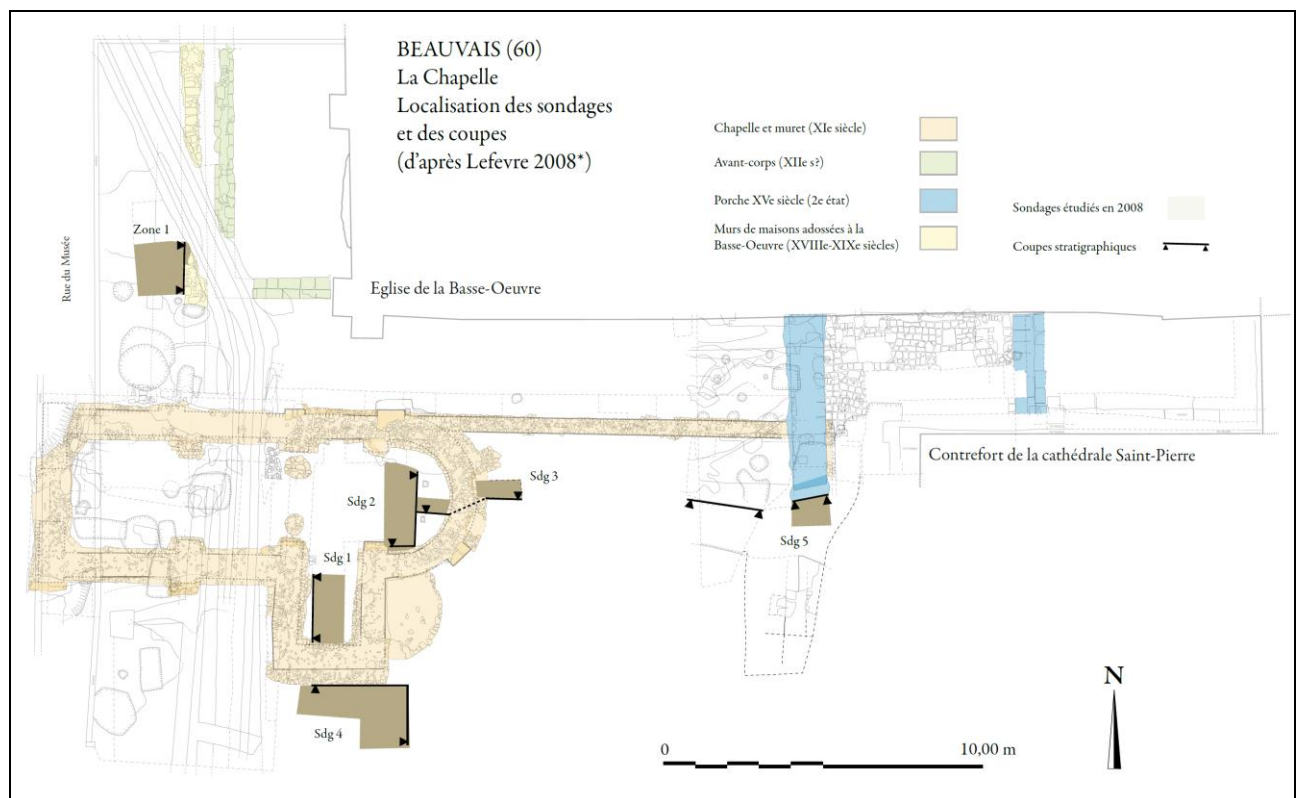 BEAUVAIS (60)
La Chapelle
Localisation des sondages
et des coupes
(d'après Lefevre 2008*)
Chapelle et muret (XIe siècle)
Avant-corps (XIIe s?)
Porche XVe siècle (2e état)
Murs de maisons adossées à la
Basse-Oeuvre (XVIIIe-XIXe siècles)
Sondages étudiés en 2008
Coupes stratigraphiques
Zone 1
Rue du Musée
Eglise de la Basse-Oeuvre
Contrefort de la cathédrale Saint-Pierre
Sdg 3
Sdg 2
Sdg 1
Sdg 5
Sdg 4
N
0 10,00 m